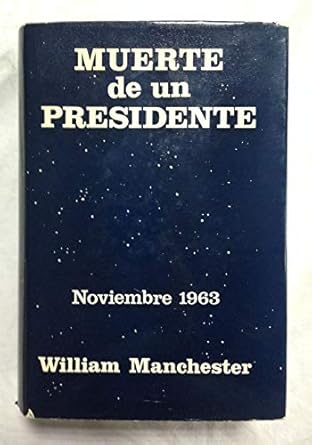 MUERTE
de un
PRESIDENTE
Noviembre 1963
William Manchester